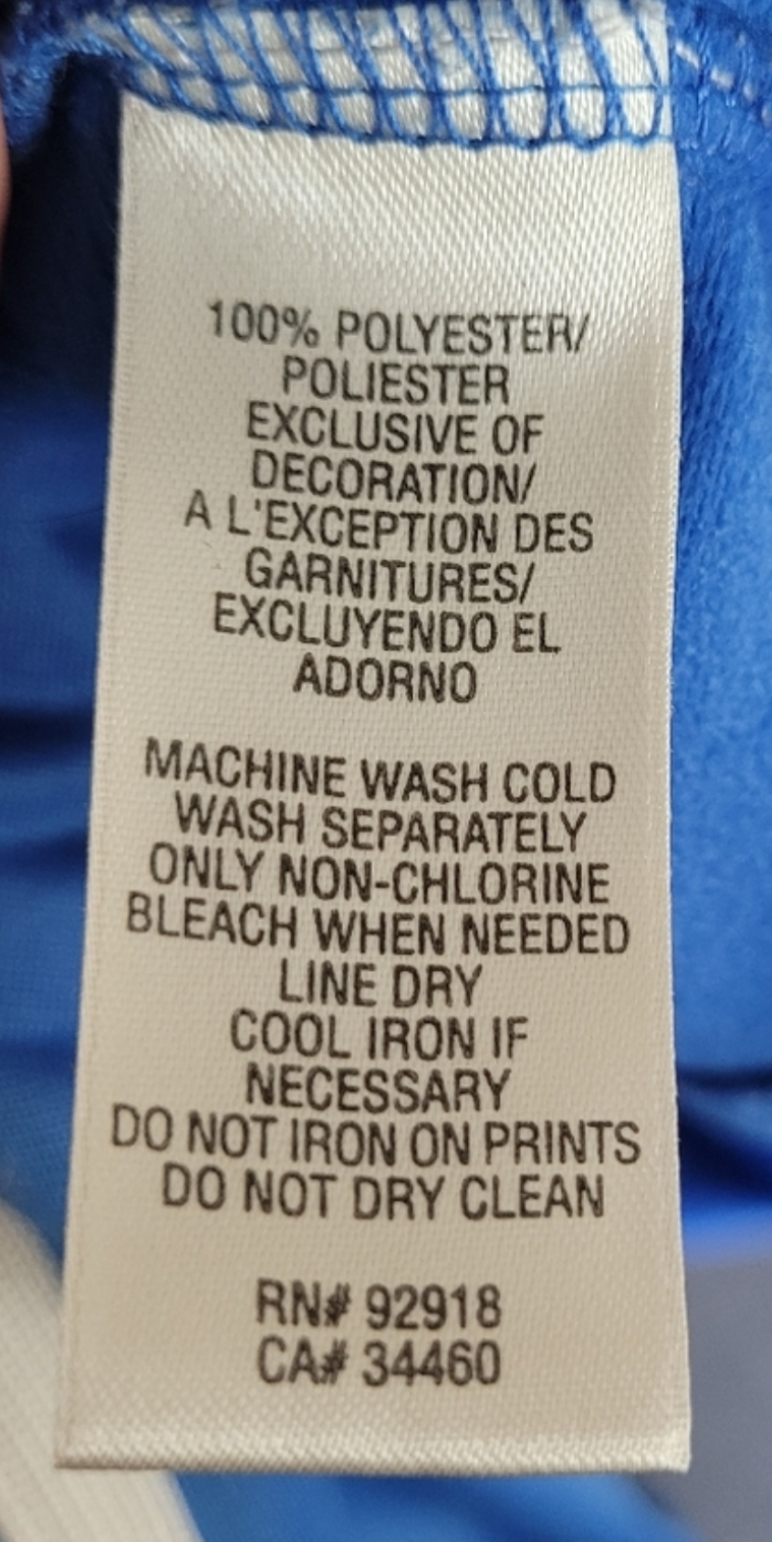 100% POLYESTER/
POLIESTER
EXCLUSIVE OF
DECORATION/
A L'EXCEPTION DES
GARNITURES/
EXCLUYENDO EL
ADORNO
MACHINE WASH COLD
WASH SEPARATELY
ONLY NON-CHLORINE
BLEACH WHEN NEEDED
LINE DRY
COOL IRON IF
NECESSARY
DO NOT IRON ON PRINTS
DO NOT DRY CLEAN
RN# 92918
CA# 34460